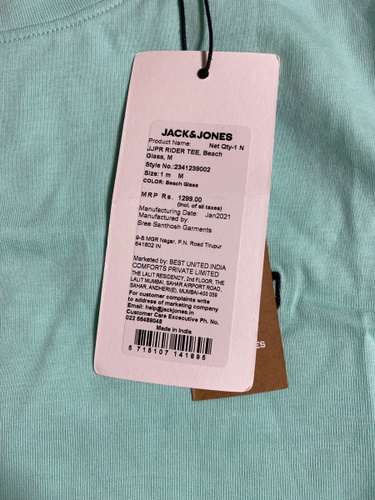 JACK&JONES
Product Name: Net Qty-1 N
JJPR RIDER TEE, Beach
Glass, M
Style No.:2341239002
Size: 1 m M
COLOR: Beach Glass
MRP Rs. 1299.00
(Incl. of all taxes)
Manufacturing Date: Jan2021
Manufactured by:
Sree Santhosh Garments
9-B MGR Nagar, P.N. Road Tirupur
641602 IN
Marketed by: BEST UNITED INDIA
COMFORTS PRIVATE LIMITED
THE LALIT RESIDENCY, 2nd FLOOR, THE
LALIT MUMBAI, SAHAR AIRPORT ROAD,
SAHAR, ANDHERI(E), MUMBAI-400 059
For customer complaints write
to address of marketing company
Email: help@jackjones.in
Customer Care Excecutive Ph. No.
022 66489048
Made in India
5 715107 141895
ES